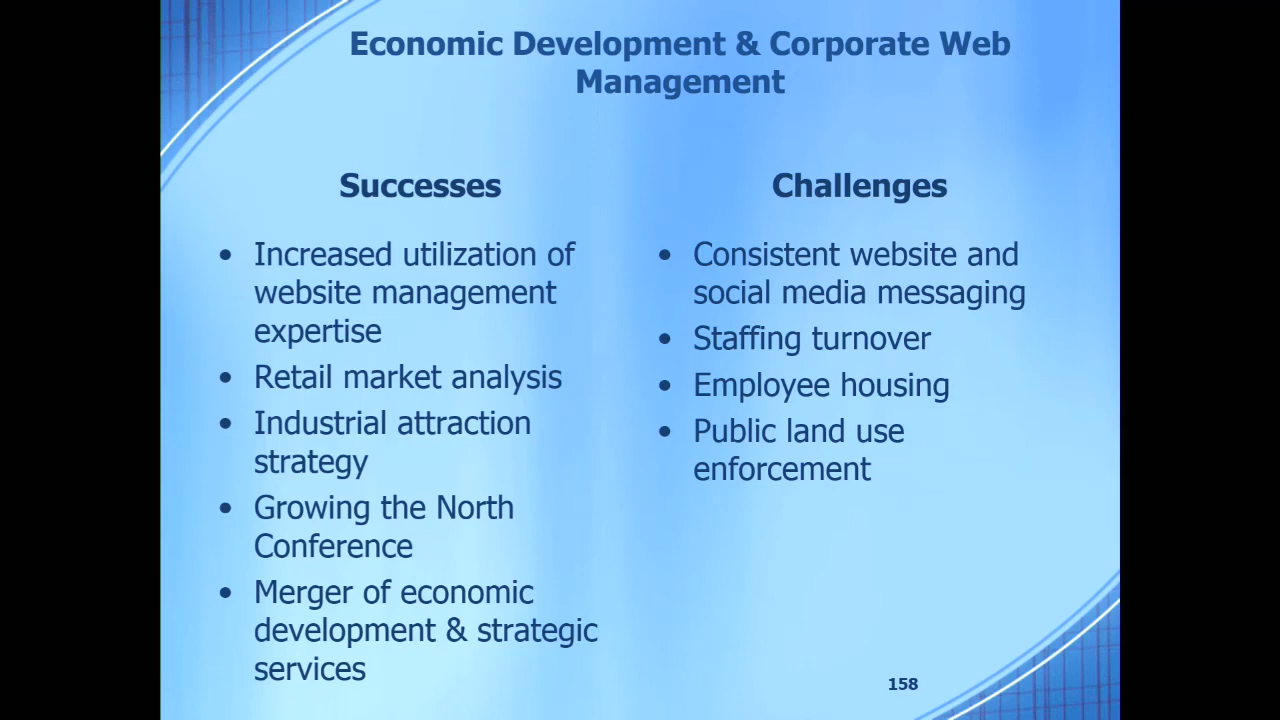 Economic Development & Corporate Web
Management
Successes
• Increased utilization of
website management
expertise
• Retail market analysis
• Industrial attraction
strategy
• Growing the North
Conference
• Merger of economic
development & strategic
services
Challenges
• Consistent website and
social media messaging
• Staffing turnover
• Employee housing
• Public land use
enforcement
158